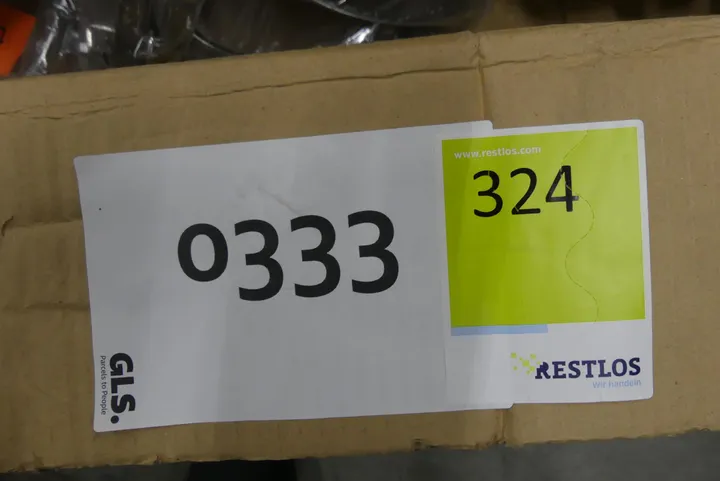 0333
GLS.
Parcels to People
www.restlos.com
324
RESTLOS
Wir handeln